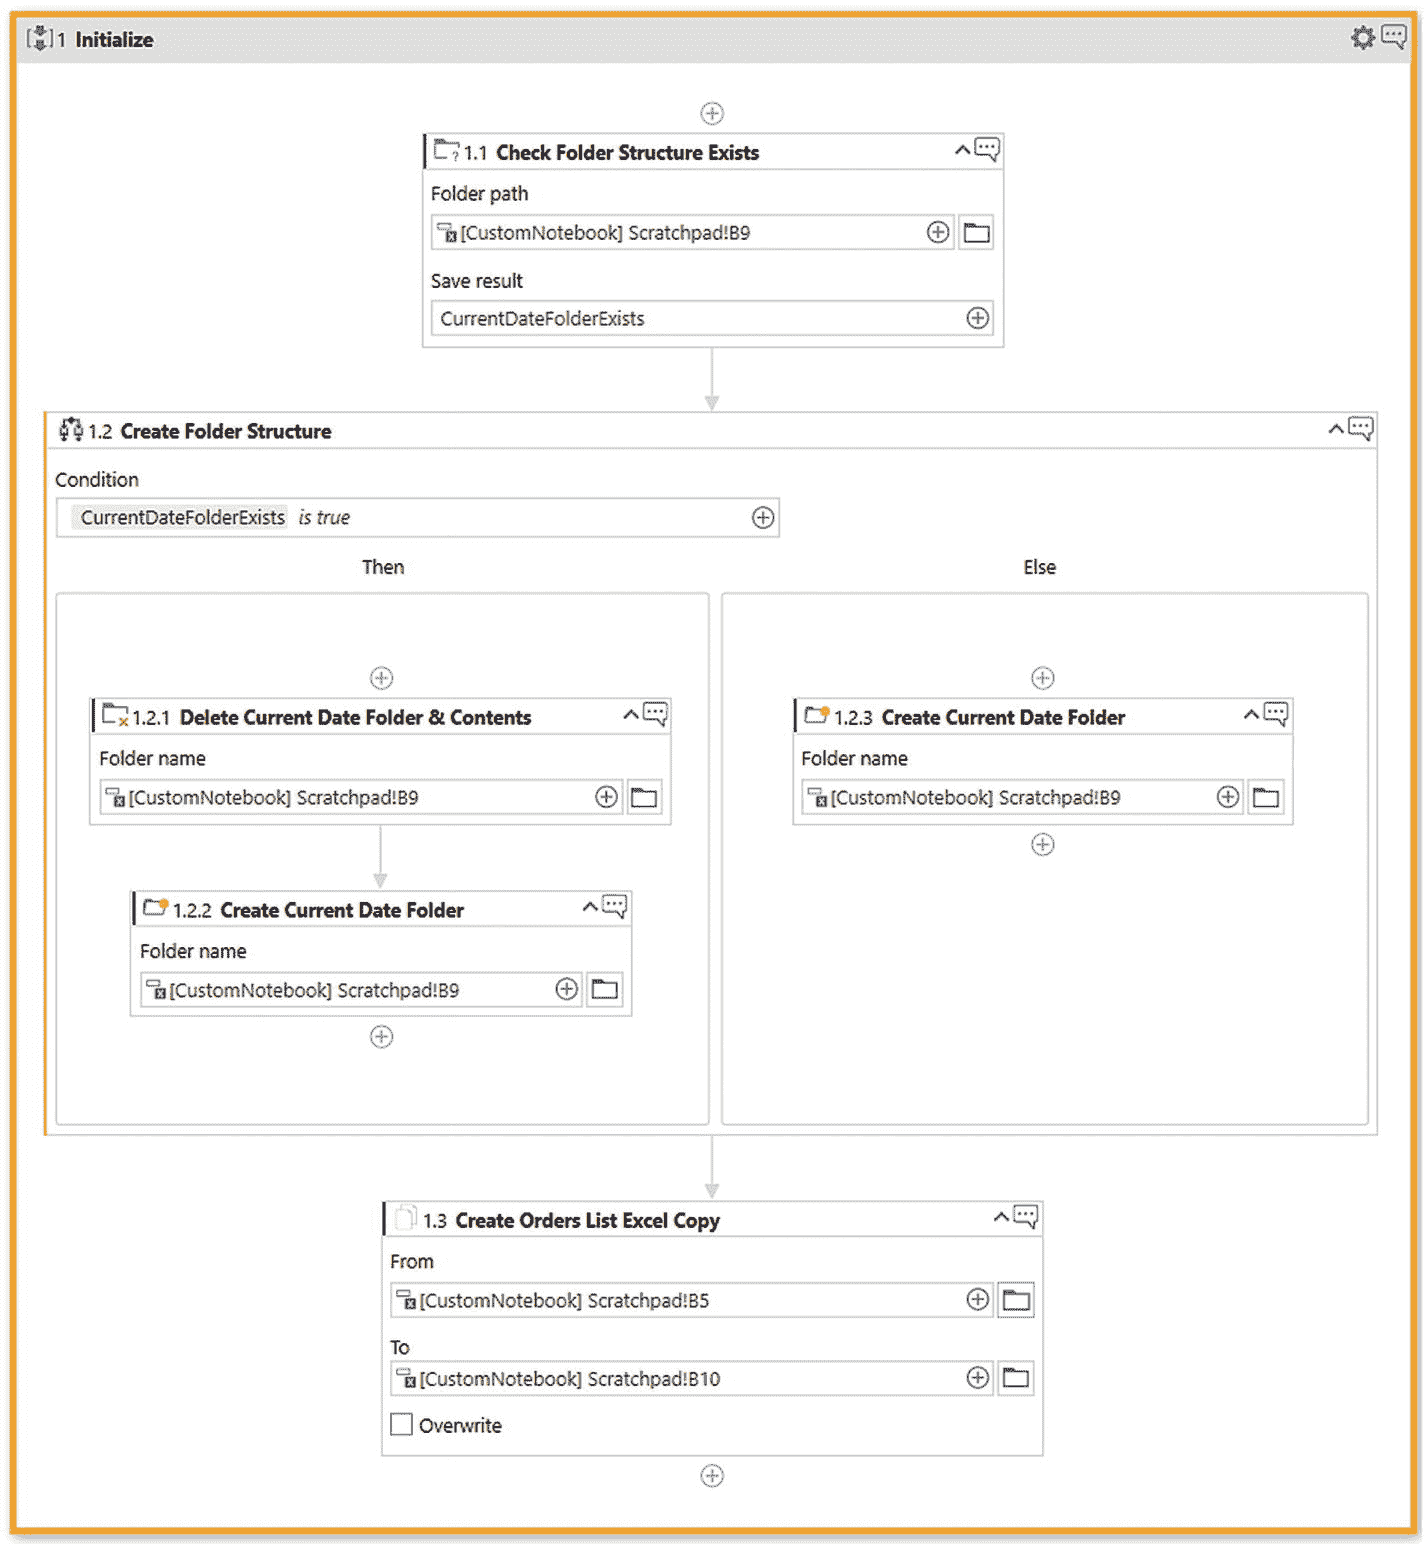 1 Initialize
1.1 Check Folder Structure Exists
Folder path
[CustomNotebook] Scratchpad!B9
Save result
CurrentDateFolderExists
1.2 Create Folder Structure
Condition
CurrentDateFolderExists is true
Then
Else
1.2.1 Delete Current Date Folder & Contents
Folder name
[CustomNotebook] Scratchpad!B9
1.2.2 Create Current Date Folder
Folder name
[CustomNotebook] Scratchpad!B9
1.2.3 Create Current Date Folder
Folder name
[CustomNotebook] Scratchpad!B9
1.3 Create Orders List Excel Copy
From
[CustomNotebook] Scratchpad!B5
To
[CustomNotebook] Scratchpad!B10
Overwrite